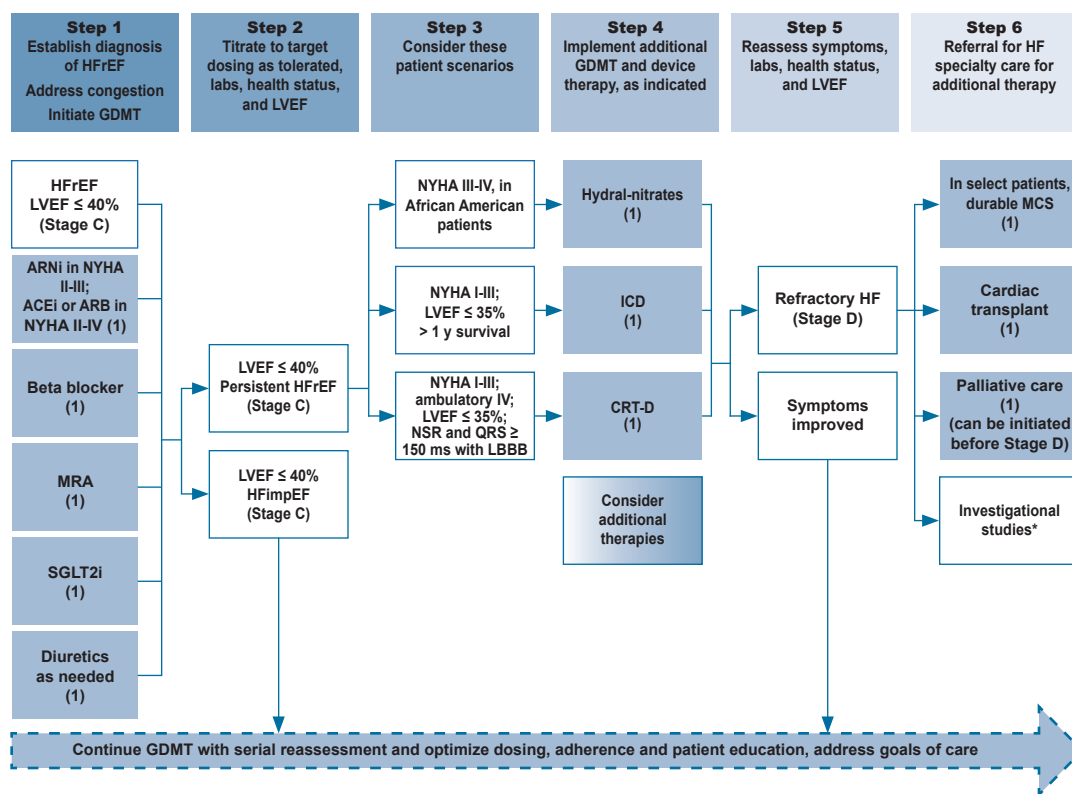 Step 1
Establish diagnosis
of HFrEF
Address congestion
Initiate GDMT
Step 2
Titrate to target
dosing as tolerated,
labs, health status,
and LVEF
Step 3
Consider these
patient scenarios
Step 4
Implement additional
GDMT and device
therapy, as indicated
Step 5
Reassess symptoms,
labs, health status,
and LVEF
Step 6
Referral for HF
specialty care for
additional therapy
HFrEF
LVEF ≤ 40%
(Stage C)
ARNi in NYHA
II-III;
ACEi or ARB in
NYHA II-IV (1)
Beta blocker
(1)
MRA
(1)
SGLT2i
(1)
Diuretics
as needed
(1)
LVEF ≤ 40%
Persistent HFrEF
(Stage C)
LVEF ≤ 40%
HFimpEF
(Stage C)
NYHA III-IV, in
African American
patients
NYHA I-III;
LVEF ≤ 35%
> 1 y survival
NYHA I-III;
ambulatory IV;
LVEF ≤ 35%;
NSR and QRS ≥
150 ms with LBBB
Hydral-nitrates
(1)
ICD
(1)
CRT-D
(1)
Consider
additional
therapies
Refractory HF
(Stage D)
Symptoms
improved
In select patients,
durable MCS
(1)
Cardiac
transplant
(1)
Palliative care
(1)
(can be initiated
before Stage D)
Investigational
studies*
Continue GDMT with serial reassessment and optimize dosing, adherence and patient education, address goals of care